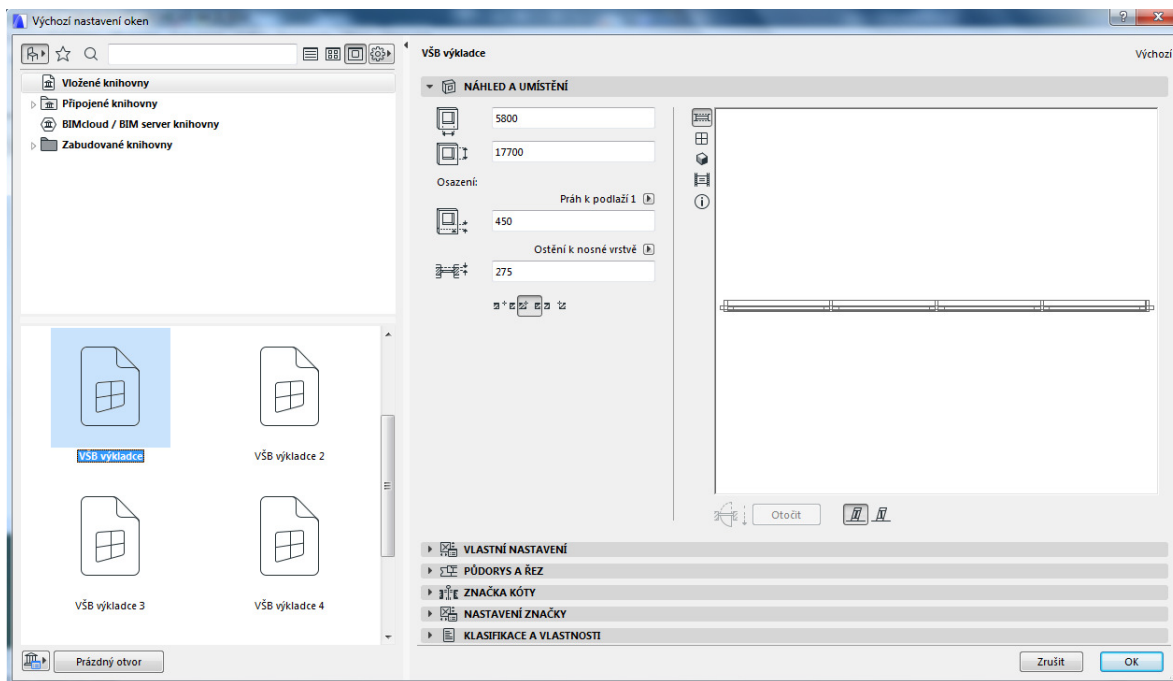 Výchozí nastavení oken
Vložené knihovny
Připojené knihovny
BIMcloud / BIM server knihovny
Zabudované knihovny
VŠB výkladce
VŠB výkladce 2
VŠB výkladce 3
VŠB výkladce 4
Prázdný otvor
VŠB výkladce
Výchozí
NÁHLED A UMÍSTĚNÍ
5800
17700
Osazení:
Práh k podlaží 1
450
Ostění k nosné vrstvě
275
Otočit
VLASTNÍ NASTAVENÍ
PŮDORYS A ŘEZ
ZNAČKA KÓTY
NASTAVENÍ ZNAČKY
KLASIFIKACE A VLASTNOSTI
Zrušit
OK